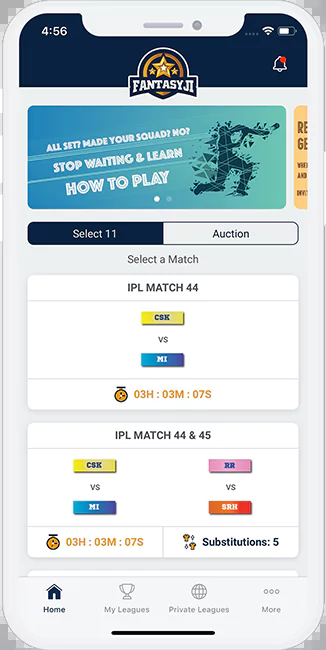 4:56
FANTASYJI
ALL SET? MADE YOUR SQUAD? NO?
STOP WAITING & LEARN
HOW TO PLAY
RE
GE
AND
INVIT
Select 11
Auction
Select a Match
IPL MATCH 44
CSK
vs
MI
03H : 03M : 07S
IPL MATCH 44 & 45
CSK
RR
vs
vs
MI
SRH
03H : 03M : 07S
Substitutions: 5
Home
My Leagues
Private Leagues
More